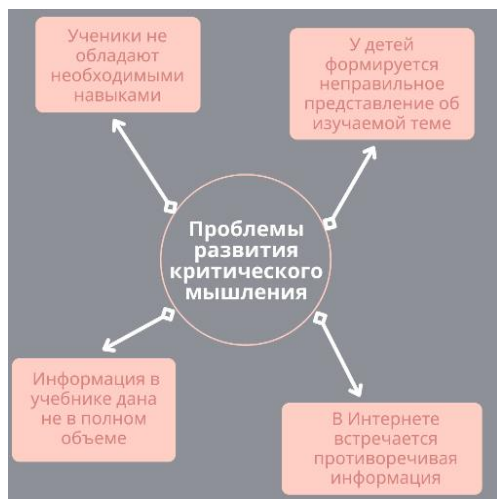 Ученики не
обладают
необходимыми
навыками
У детей
формируется
неправильное
представление об
изучаемой теме
Проблемы
развития
критического
мышления
Информация в
учебнике дана
не в полном
объеме
В Интернете
встречается
противоречивая
информация